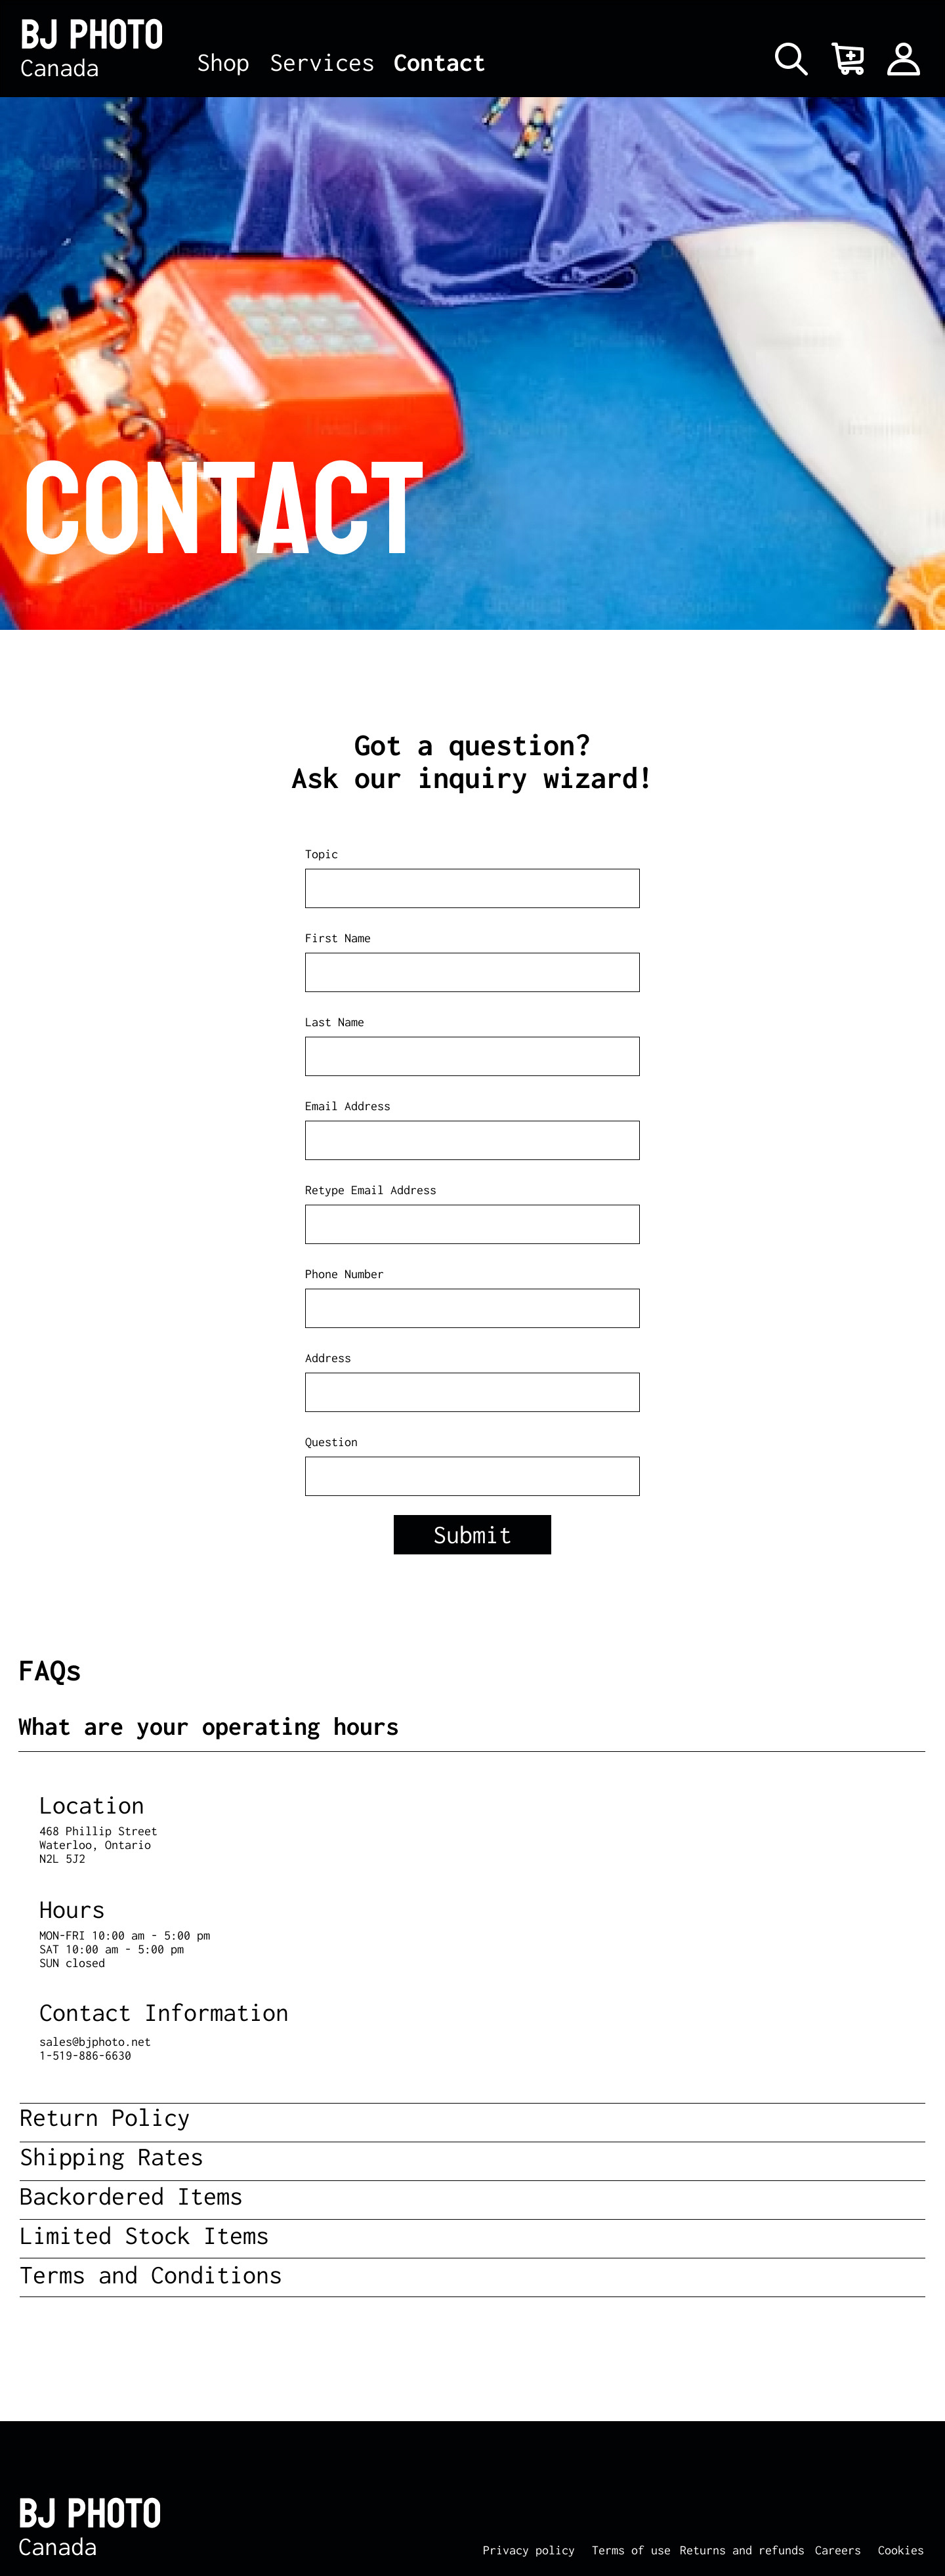 BJ PHOTO
Canada
Shop Services Contact
CONTACT
Got a question?
Ask our inquiry wizard!
Topic
First Name
Last Name
Email Address
Retype Email Address
Phone Number
Address
Question
Submit
FAQs
What are your operating hours
Location
468 Phillip Street
Waterloo, Ontario
N2L 5J2
Hours
MON-FRI 10:00 am - 5:00 pm
SAT 10:00 am - 5:00 pm
SUN closed
Contact Information
sales@bjphoto.net
1-519-886-6630
Return Policy
Shipping Rates
Backordered Items
Limited Stock Items
Terms and Conditions
BJ PHOTO
Canada
Privacy policy Terms of use Returns and refunds Careers Cookies